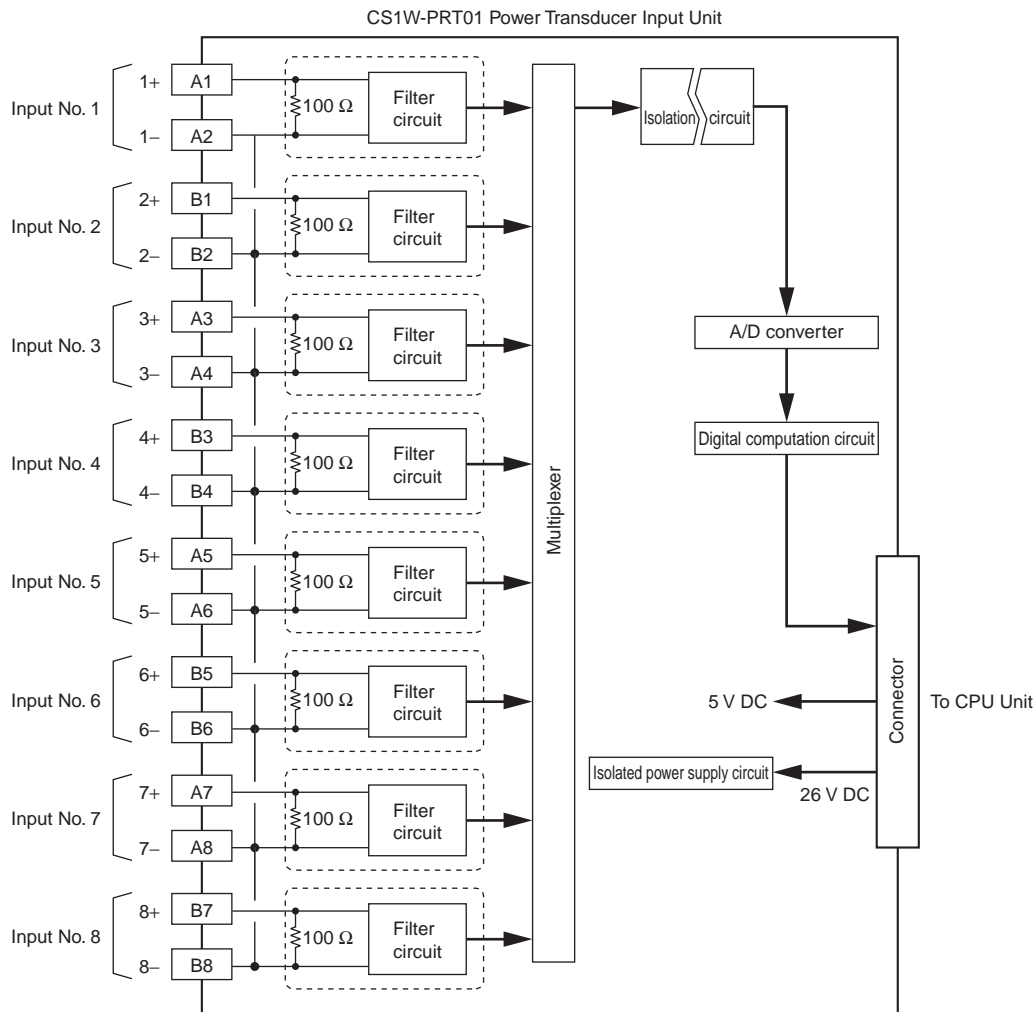 CS1W-PRT01 Power Transducer Input Unit
Input No. 1
1+
A1
1–
A2
100 Ω
Filter
circuit
Input No. 2
2+
B1
2–
B2
100 Ω
Filter
circuit
Input No. 3
3+
A3
3–
A4
100 Ω
Filter
circuit
Input No. 4
4+
B3
4–
B4
100 Ω
Filter
circuit
Input No. 5
5+
A5
5–
A6
100 Ω
Filter
circuit
Input No. 6
6+
B5
6–
B6
100 Ω
Filter
circuit
Input No. 7
7+
A7
7–
A8
100 Ω
Filter
circuit
Input No. 8
8+
B7
8–
B8
100 Ω
Filter
circuit
Multiplexer
Isolation circuit
A/D converter
Digital computation circuit
Connector
To CPU Unit
5 V DC
Isolated power supply circuit
26 V DC